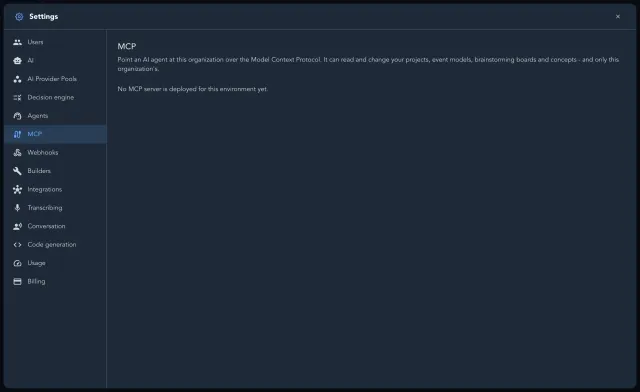 Settings
Users
AI
AI Provider Pools
Decision engine
Agents
MCP
Webhooks
Builders
Integrations
Transcribing
Conversation
Code generation
Usage
Billing
MCP
Point an AI agent at this organization over the Model Context Protocol. It can read and change your projects, event models, brainstorming boards and concepts - and only this
organization's.
No MCP server is deployed for this environment yet.